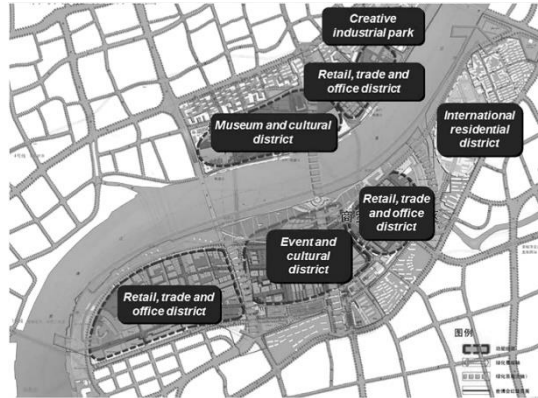 Creative
industrial park
Retail, trade and
office district
Museum and cultural
district
International
residential
district
Retail, trade
and office
district
Event and
cultural
district
Retail, trade and
office district
图例